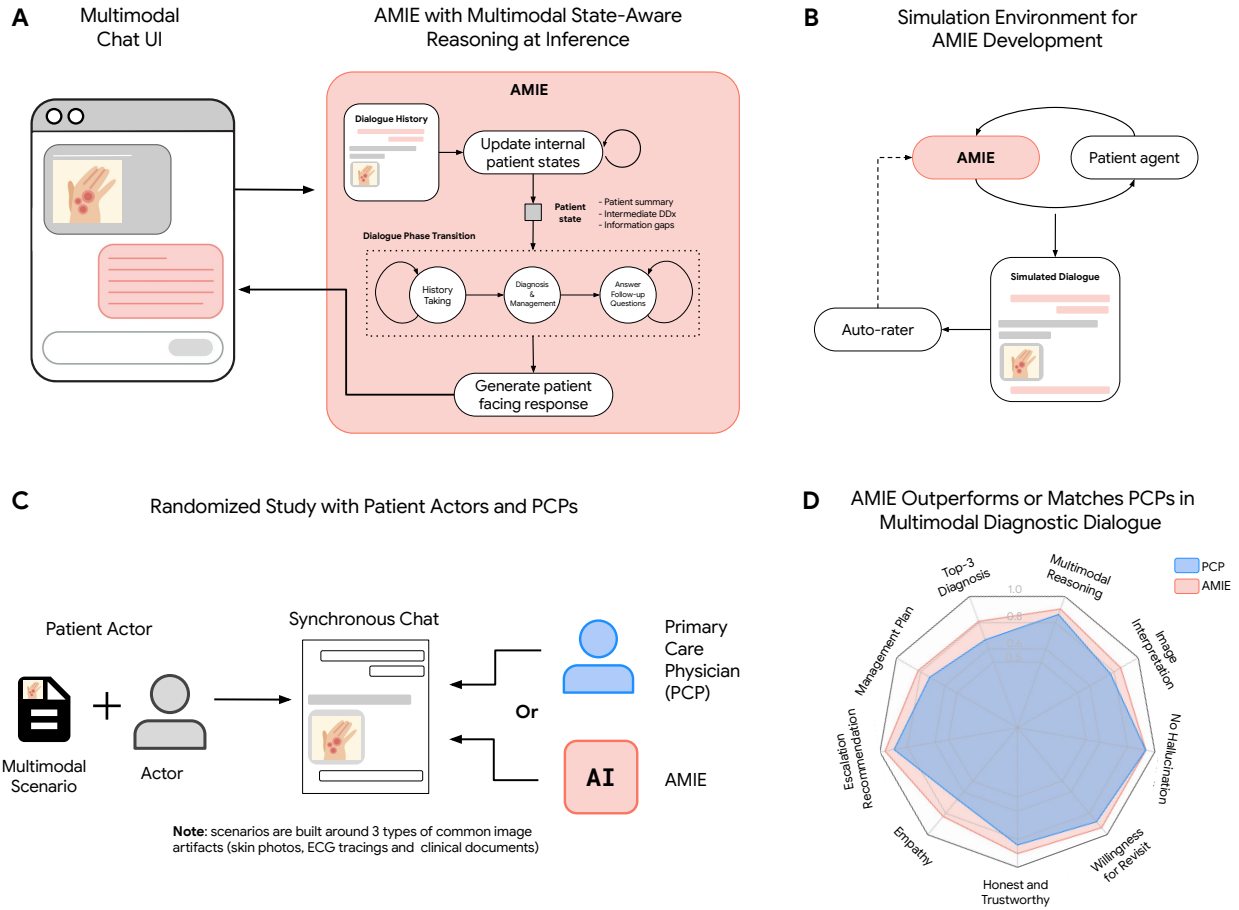 A
Multimodal
Chat UI
AMIE with Multimodal State-Aware
Reasoning at Inference
AMIE
Dialogue History
Update internal
patient states
Patient
state
- Patient summary
- Intermediate DDx
- Information gaps
Dialogue Phase Transition
History
Taking
Diagnosis
&
Management
Answer
Follow-up
Questions
Generate patient
facing response
B
Simulation Environment for
AMIE Development
AMIE
Patient agent
Simulated Dialogue
Auto-rater
C
Randomized Study with Patient Actors and PCPs
Patient Actor
Multimodal
Scenario
Actor
Synchronous Chat
Or
Primary
Care
Physician
(PCP)
AI
AMIE
Note: scenarios are built around 3 types of common image
artifacts (skin photos, ECG tracings and clinical documents)
D
AMIE Outperforms or Matches PCPs in
Multimodal Diagnostic Dialogue
PCP
AMIE
Top-3
Diagnosis
Multimodal
Reasoning
Image
Interpretation
No Hallucination
Willingness
for Revisit
Honest and
Trustworthy
Empathy
Escalation
Recommendation
Management Plan
1.0
0.8